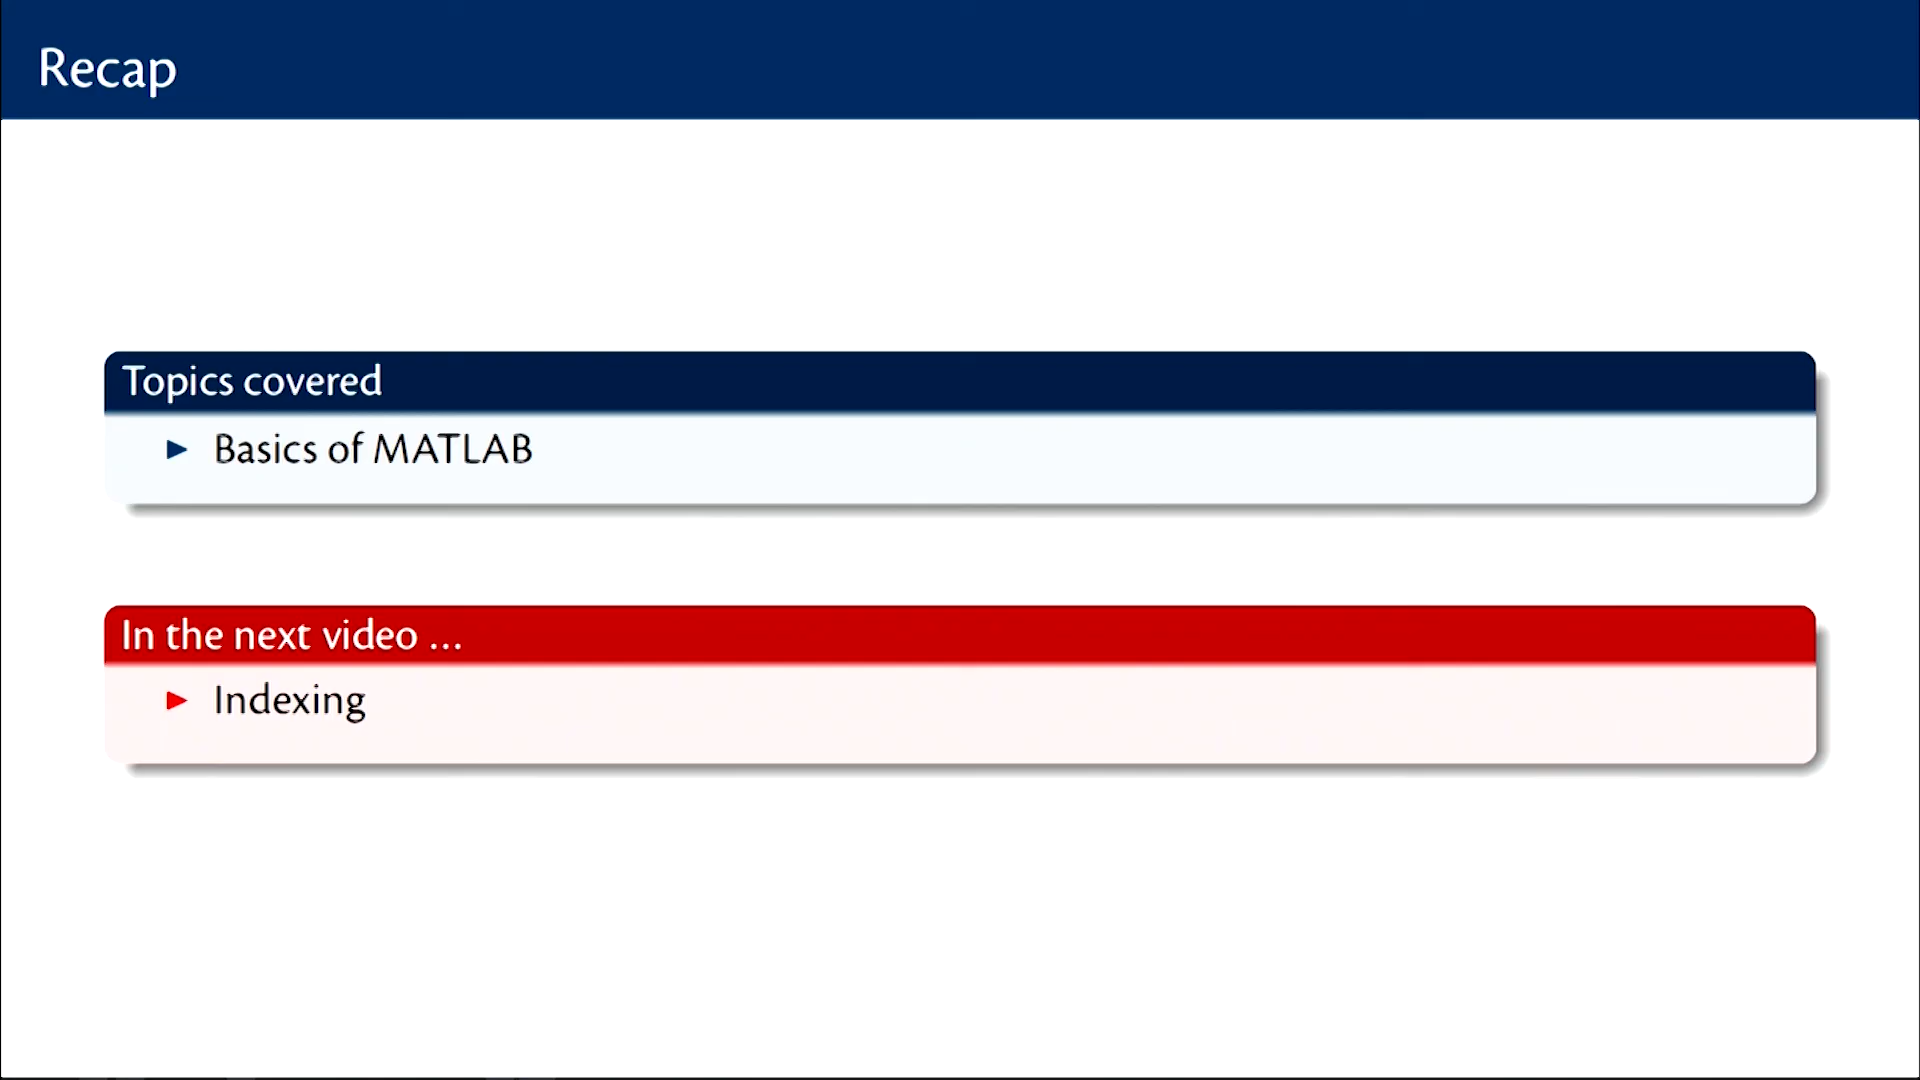 Recap
Topics covered
Basics of MATLAB
In the next video ...
Indexing